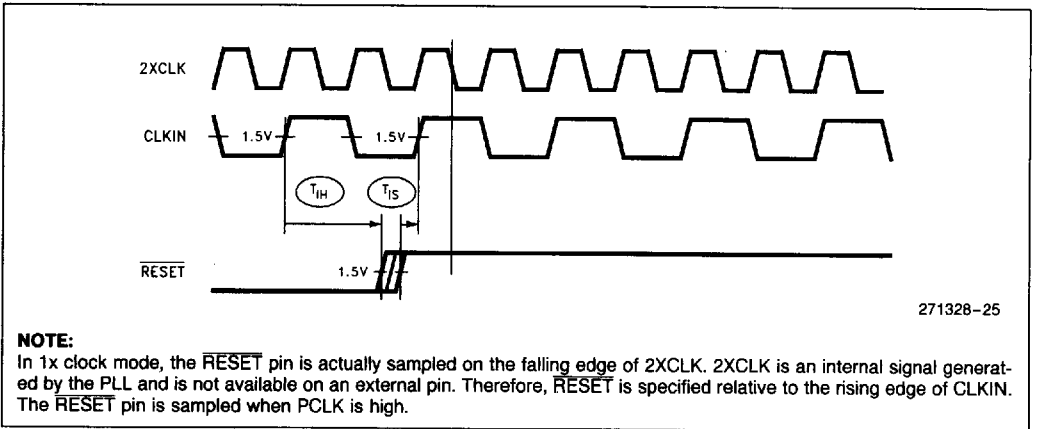 2XCLK
CLKIN
1.5V
1.5V
TIH
TIS
RESET
1.5V
271328-25
NOTE:
In 1x clock mode, the RESET pin is actually sampled on the falling edge of 2XCLK. 2XCLK is an internal signal generat-
ed by the PLL and is not available on an external pin. Therefore, RESET is specified relative to the rising edge of CLKIN.
The RESET pin is sampled when PCLK is high.